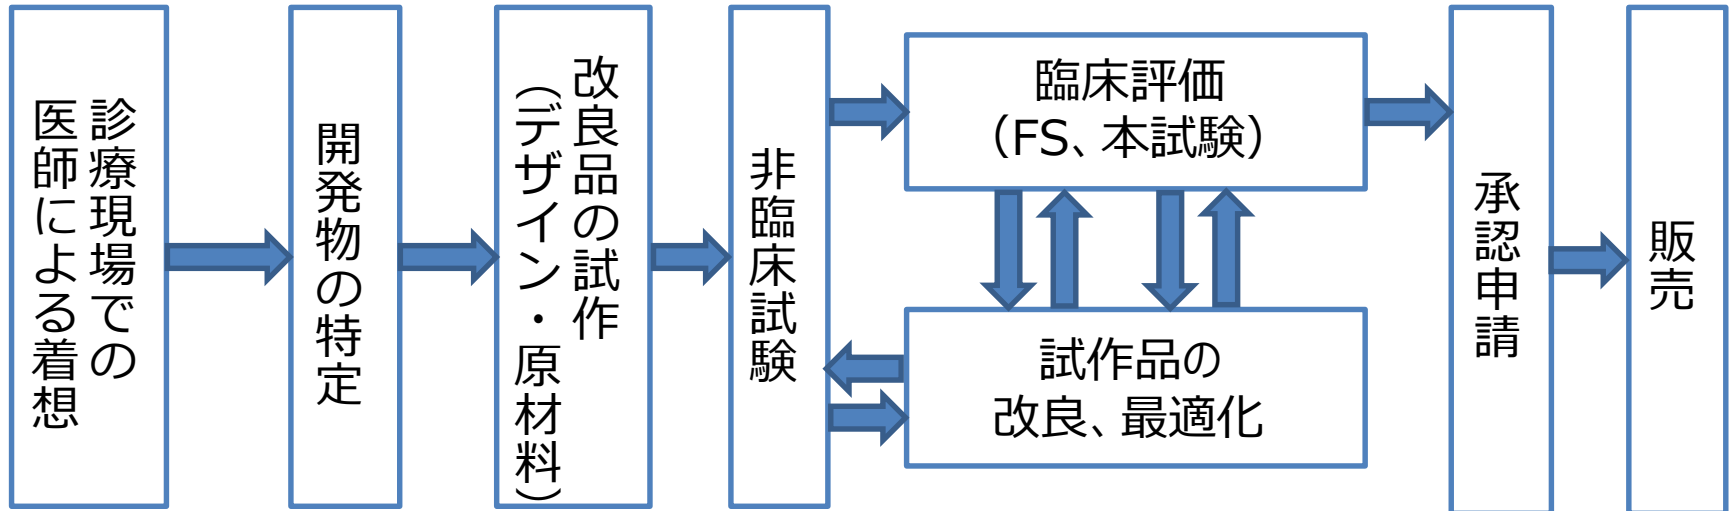 診療現場での
医師による着想
開発物の特定
改良品の試作
（デザイン・原材料）
非臨床試験
臨床評価
（FS、本試験）
試作品の
改良、最適化
承認申請
販売